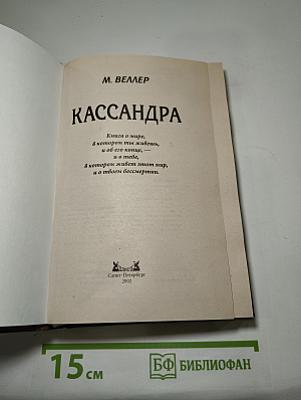 М. ВЕЛЛЕР
КАССАНДРА
Книга о мире,
в котором ты живешь,
и об его конце, —
и о тебе,
в котором живет этот мир,
и о твоем бессмертии.
Санкт-Петербург
2002
15 см
БФ БИБЛИОФАН